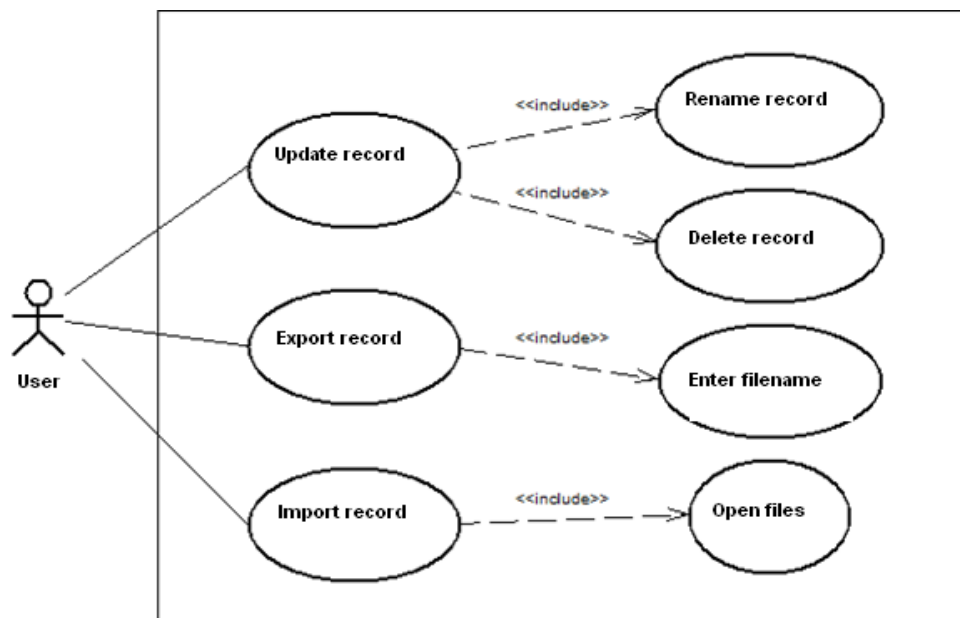 Rename record
<<include>>
Update record
<<include>>
Delete record
<<include>>
Export record
Enter filename
User
<<include>>
Import record
Open files